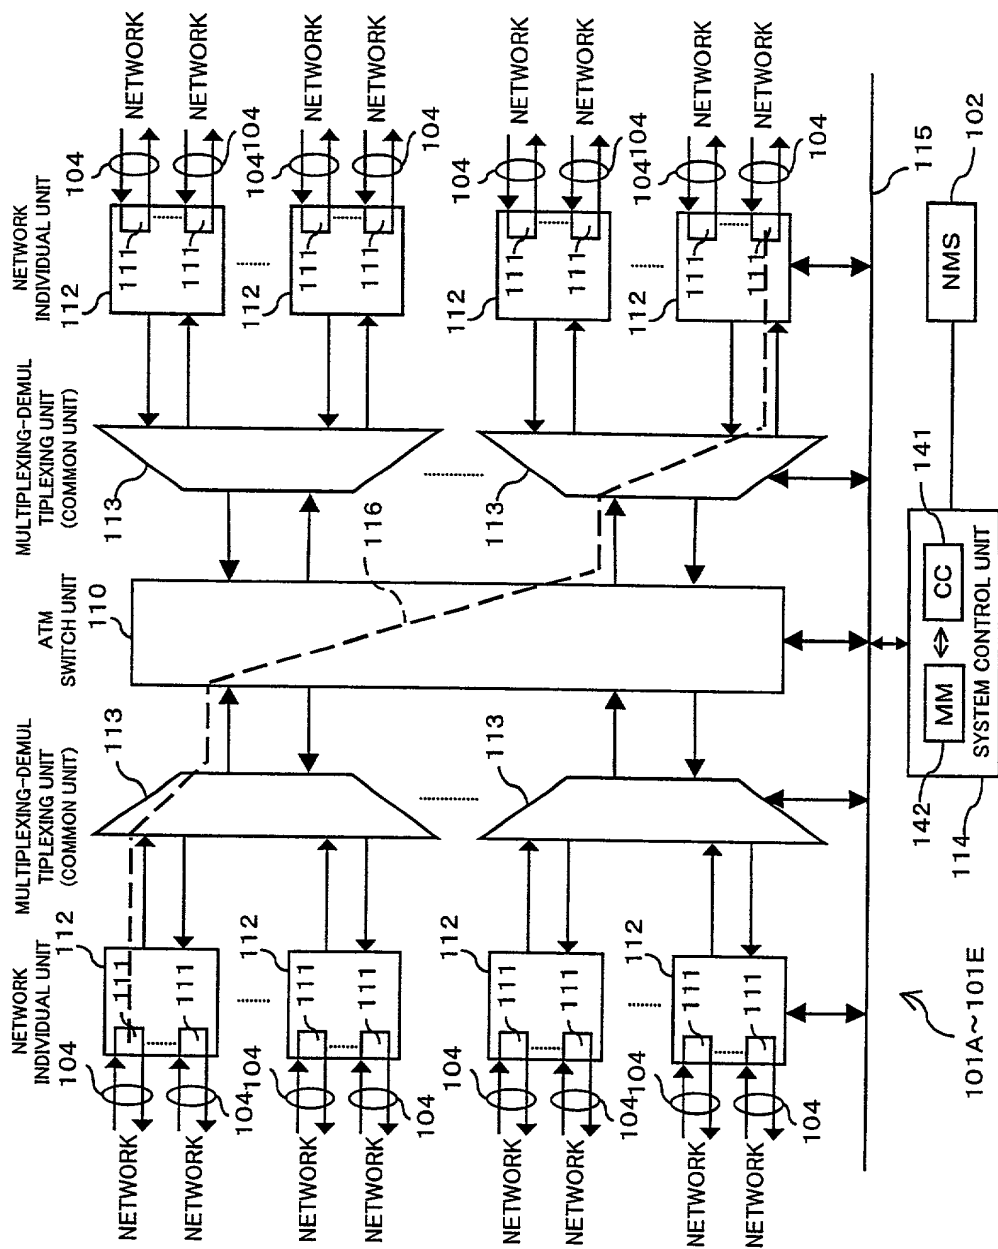 NETWORK
INDIVIDUAL UNIT
MULTIPLEXING-DEMUL
TIPLEXING UNIT
(COMMON UNIT)
ATM
SWITCH UNIT
MULTIPLEXING-DEMUL
TIPLEXING UNIT
(COMMON UNIT)
NETWORK
INDIVIDUAL UNIT
104
112
110
112
104
NETWORK
111
113
113
111
NETWORK
NETWORK
111
111
NETWORK
104
104
112
112
104
104
NETWORK
111
111
NETWORK
NETWORK
111
116
111
NETWORK
104
104
104
112
112
104
NETWORK
111
113
113
111
NETWORK
NETWORK
111
111
NETWORK
104
104
112
112
104
104
NETWORK
111
111
NETWORK
NETWORK
111
111
NETWORK
104
104
115
142
MM
CC
141
NMS
102
101A~101E
114
SYSTEM CONTROL UNIT